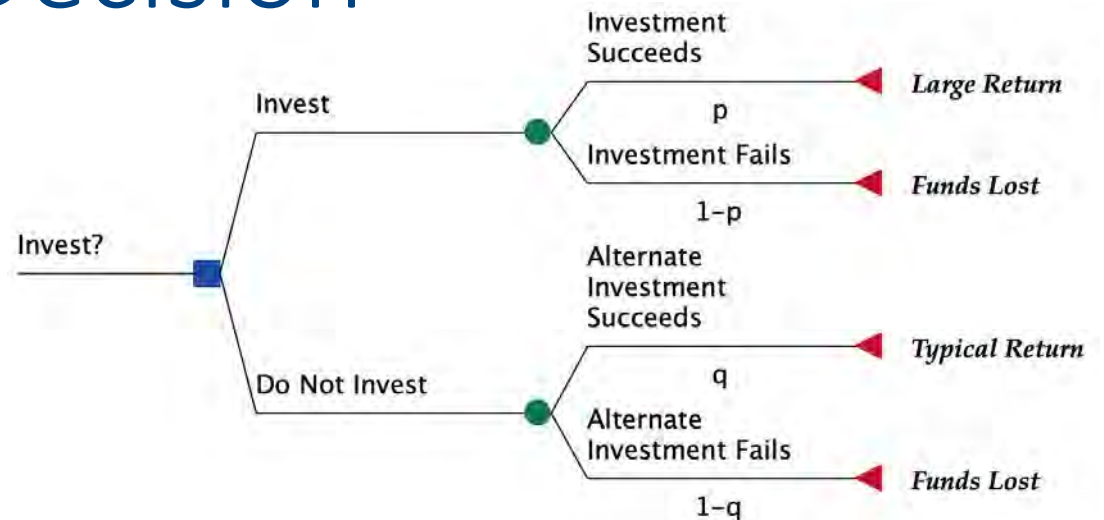 Decision
Investment
Succeeds
Large Return
p
Invest
Investment Fails
Funds Lost
1-p
Invest?
Alternate
Investment
Succeeds
Typical Return
q
Do Not Invest
Alternate
Investment Fails
Funds Lost
1-q